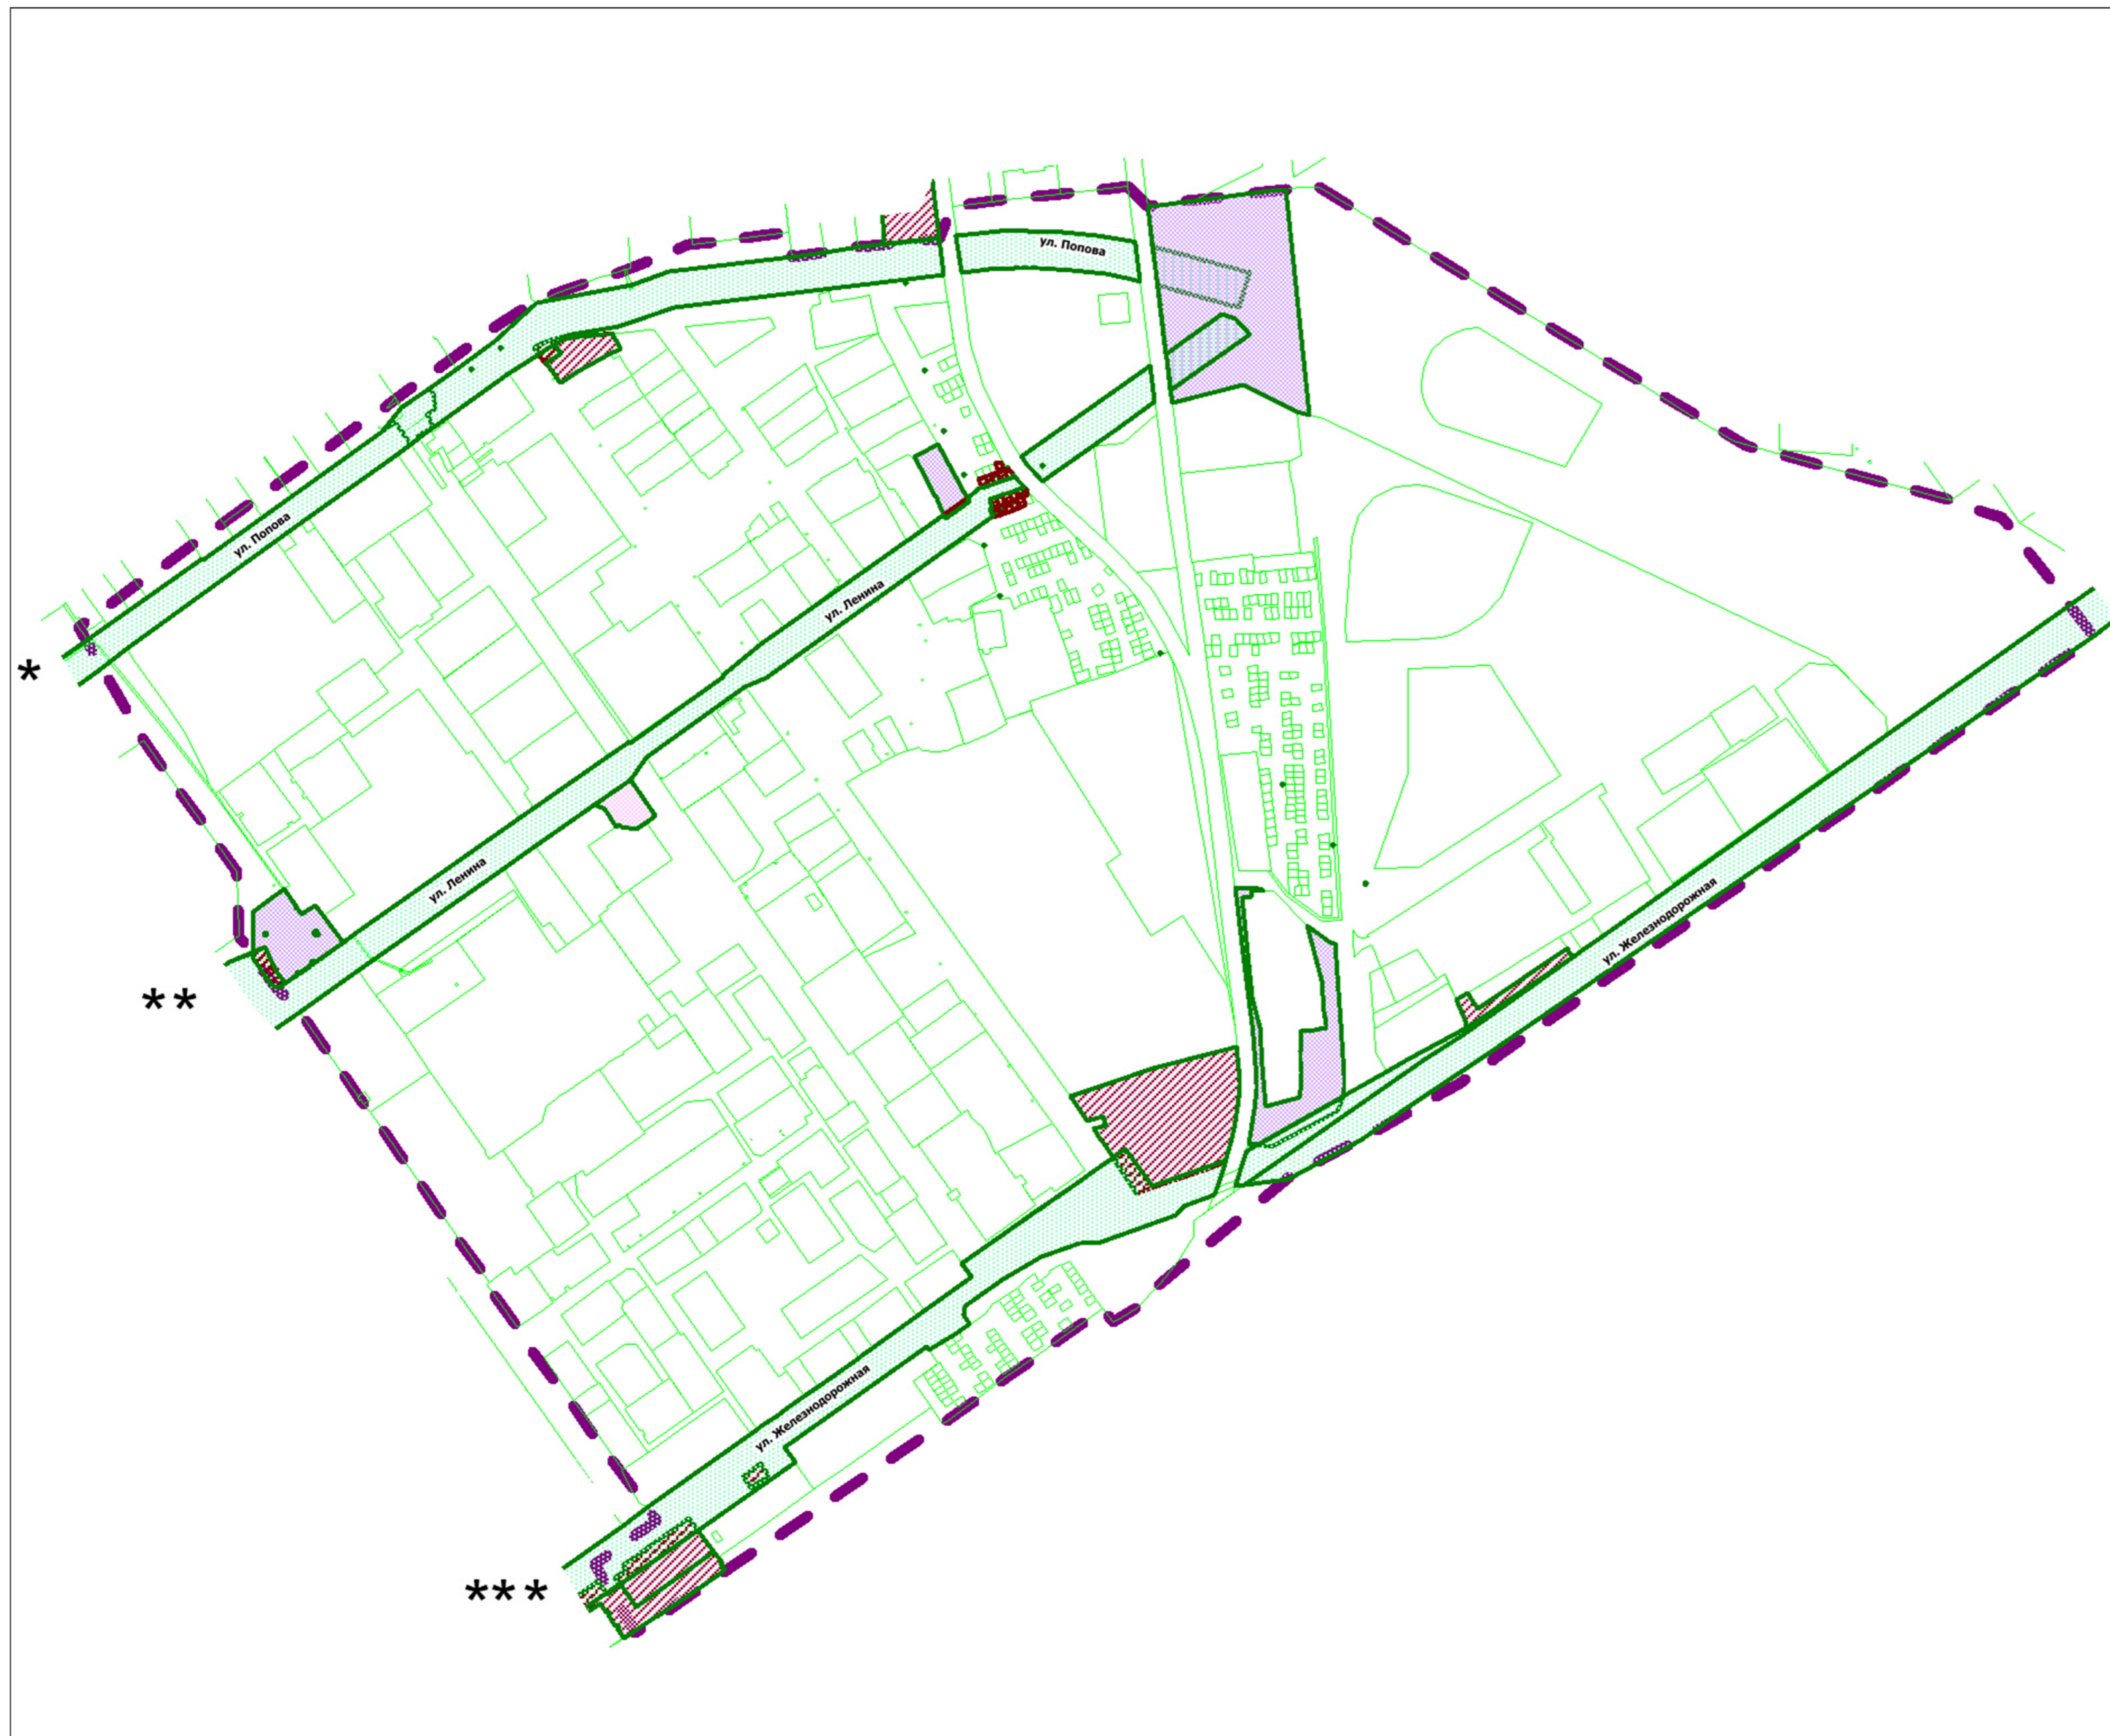 ул. Попова
ул. Попова
ул. Ленина
*
ул. Ленина
ул. Железнодорожная
**
ул. Железнодорожная
***